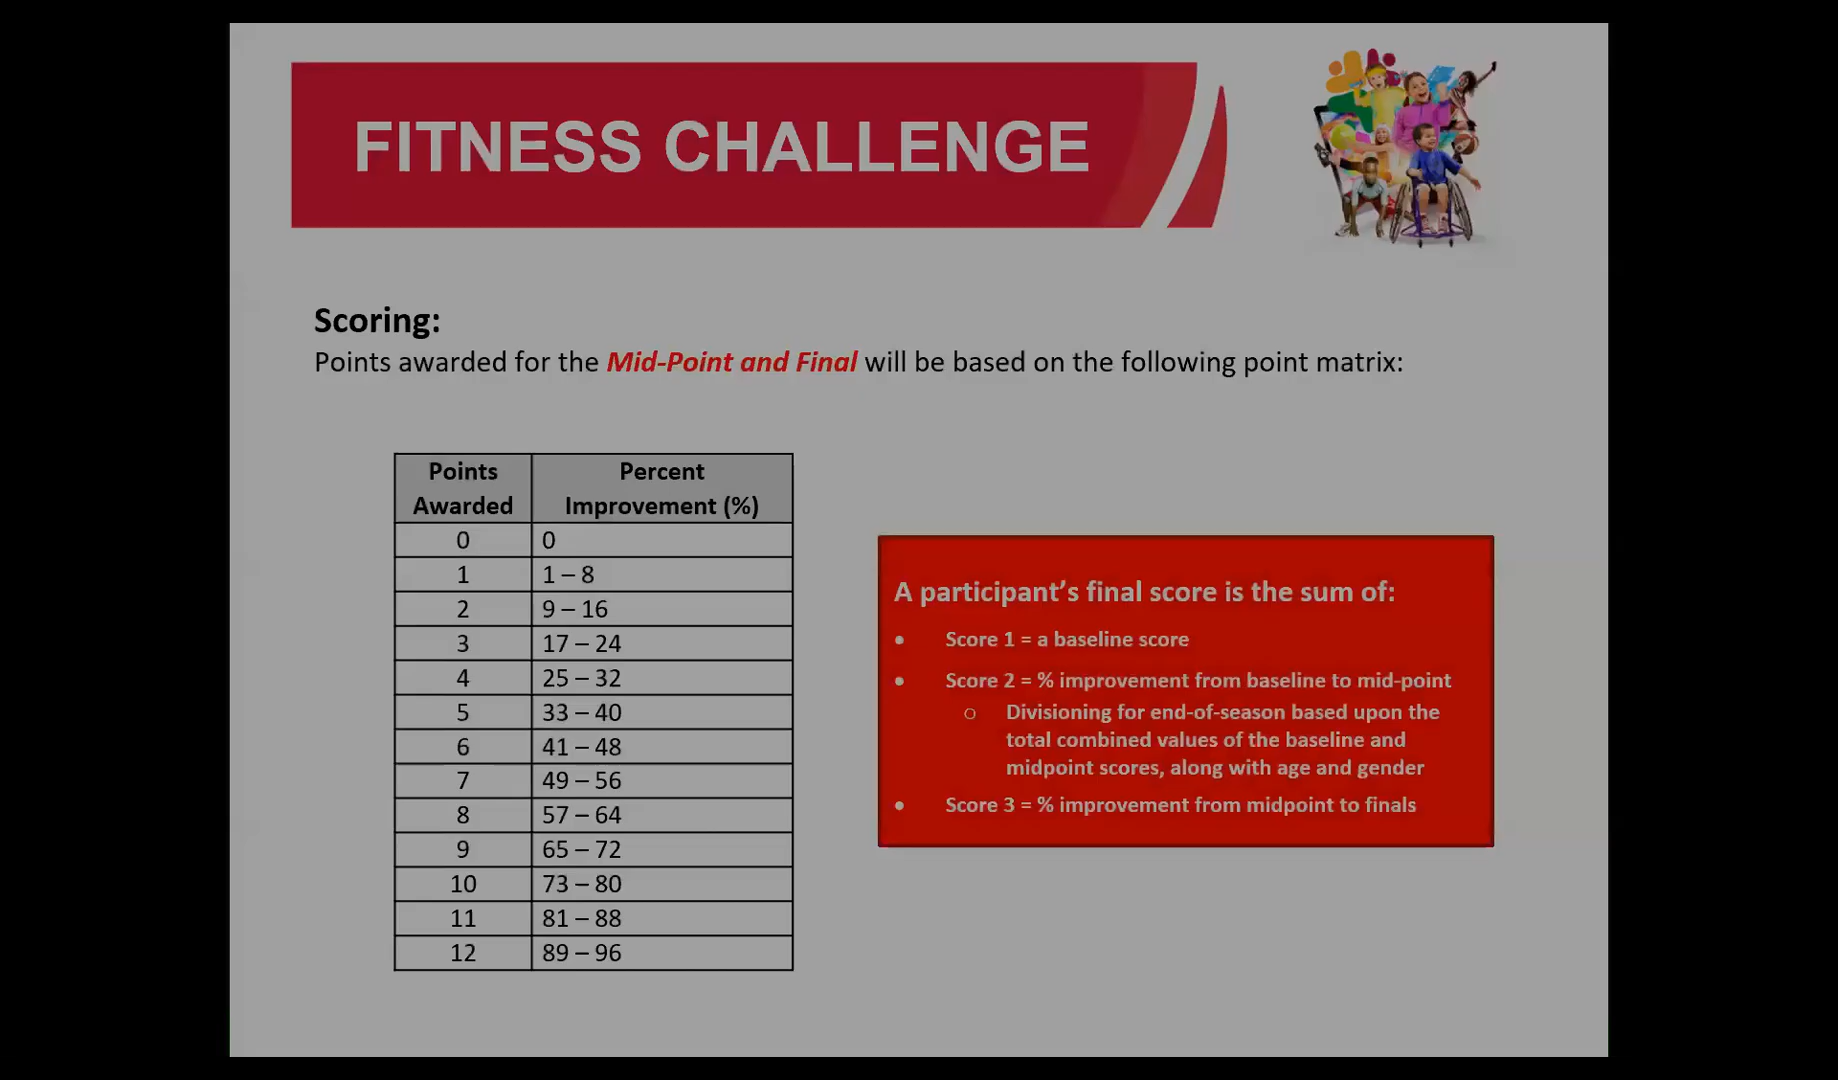 FITNESS CHALLENGE
Scoring:
Points awarded for the Mid-Point and Final will be based on the following point matrix:
Points Awarded Percent Improvement (%)
0 0
1 1 – 8
2 9 – 16
3 17 – 24
4 25 – 32
5 33 – 40
6 41 – 48
7 49 – 56
8 57 – 64
9 65 – 72
10 73 – 80
11 81 – 88
12 89 – 96
A participant’s final score is the sum of:
• Score 1 = a baseline score
• Score 2 = % improvement from baseline to mid-point
o Divisioning for end-of-season based upon the
total combined values of the baseline and
midpoint scores, along with age and gender
• Score 3 = % improvement from midpoint to finals